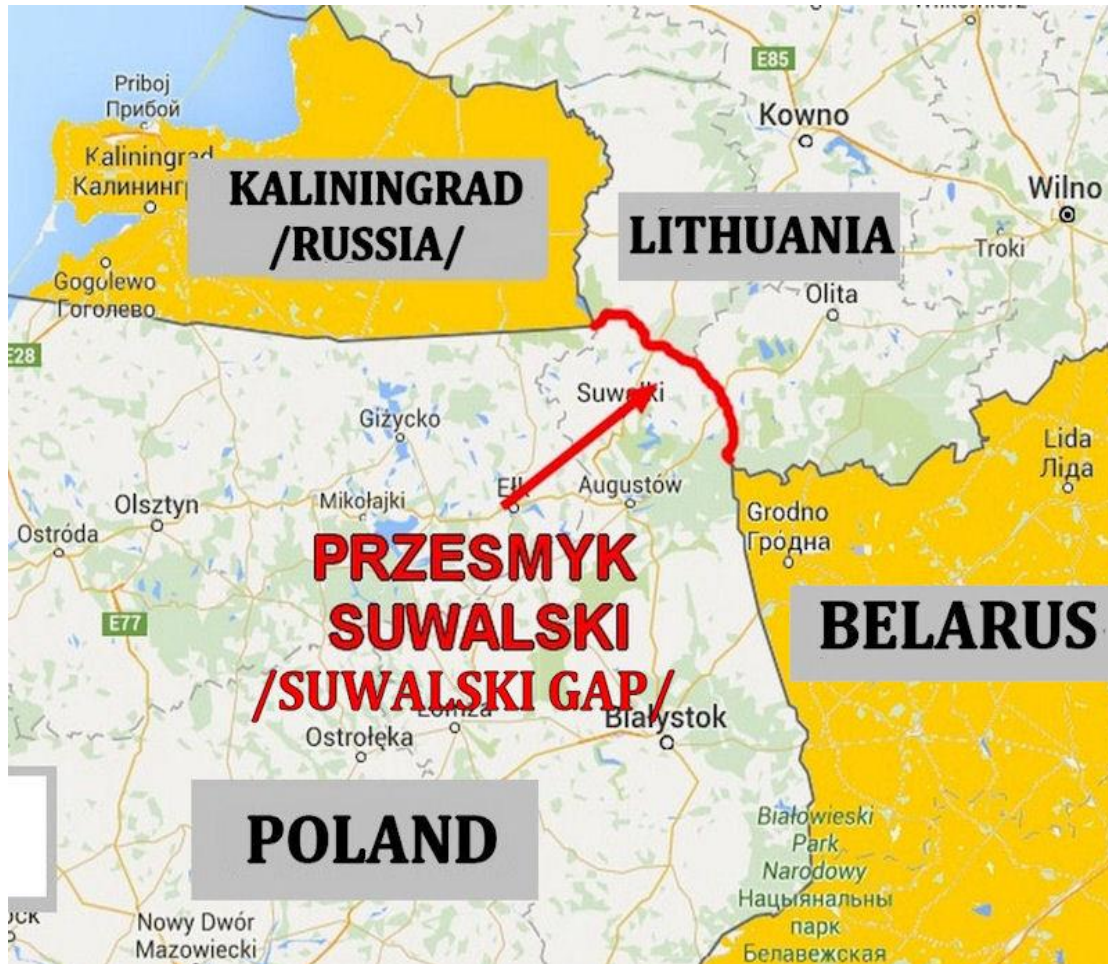 E85
Priboj
Прибой
Kowno
Kaliningrad
KALININGRAD
/RUSSIA/
Wilno
LITHUANIA
Troki
Gogolewo
Гоголево
Olita
E28
Suwałki
Giżycko
Lida
Ліда
Olsztyn
Mikołajki
Ełk
Augustów
Ostróda
Grodno
Гродна
PRZESMYK
SUWALSKI
/SUWALSKI GAP/
E77
BELARUS
Łomża
Białystok
Ostrołęka
POLAND
Białowieski
Park
Narodowy
Нацыянальны
парк
Белавежская
Nowy Dwór
Mazowiecki